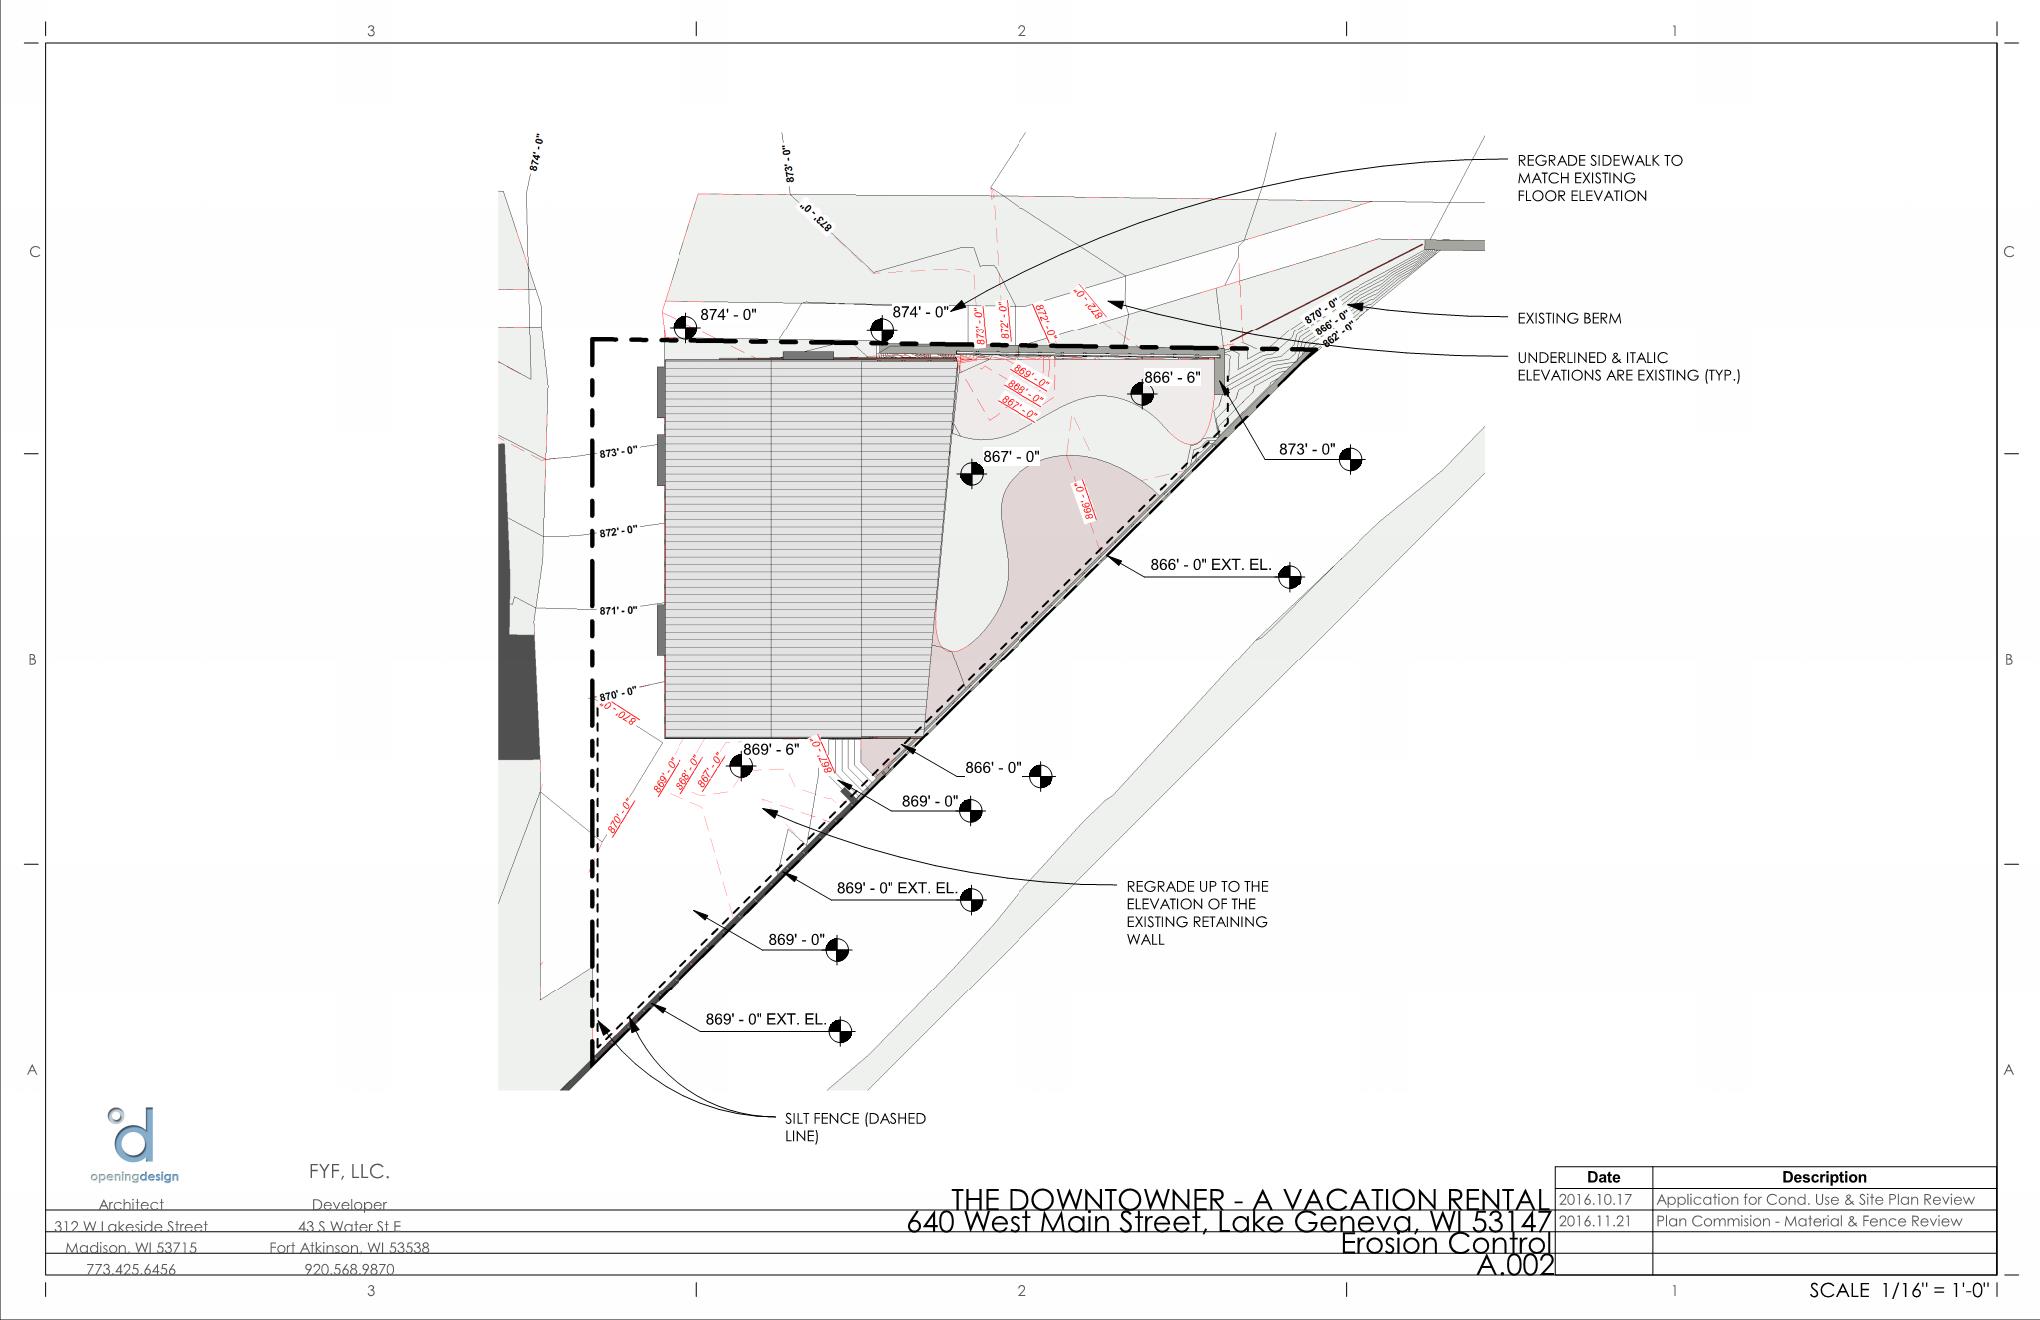 3
2
1
874' - 0"
873' - 0"
873' - 0"
REGRADE SIDEWALK TO
MATCH EXISTING
FLOOR ELEVATION
C
C
874' - 0"
874' - 0"
873' - 0"
872' - 0"
872' - 0"
872' - 0"
870' - 0"
866' - 0"
862' - 0"
EXISTING BERM
UNDERLINED & ITALIC
ELEVATIONS ARE EXISTING (TYP.)
869' - 0"
868' - 0"
867' - 0"
866' - 6"
873' - 0"
873' - 0"
867' - 0"
866' - 0"
872' - 0"
866' - 0" EXT. EL.
871' - 0"
B
B
870' - 0"
870' - 0"
869' - 6"
867' - 0"
869' - 0"
868' - 0"
867' - 0"
866' - 0"
869' - 0"
870' - 0"
869' - 0" EXT. EL.
REGRADE UP TO THE
ELEVATION OF THE
EXISTING RETAINING
WALL
869' - 0"
869' - 0" EXT. EL.
A
A
SILT FENCE (DASHED
LINE)
d
openingdesign
Architect
312 W Lakeside Street
Madison, WI 53715
773.425.6456
FYF, LLC.
Developer
43 S Water St E
Fort Atkinson, WI 53538
920.568.9870
THE DOWNTOWNER - A VACATION RENTAL
640 West Main Street, Lake Geneva, WI 53147
Erosion Control
A.002
Date Description
2016.10.17 Application for Cond. Use & Site Plan Review
2016.11.21 Plan Commision - Material & Fence Review
3
2
1
SCALE 1/16" = 1'-0"